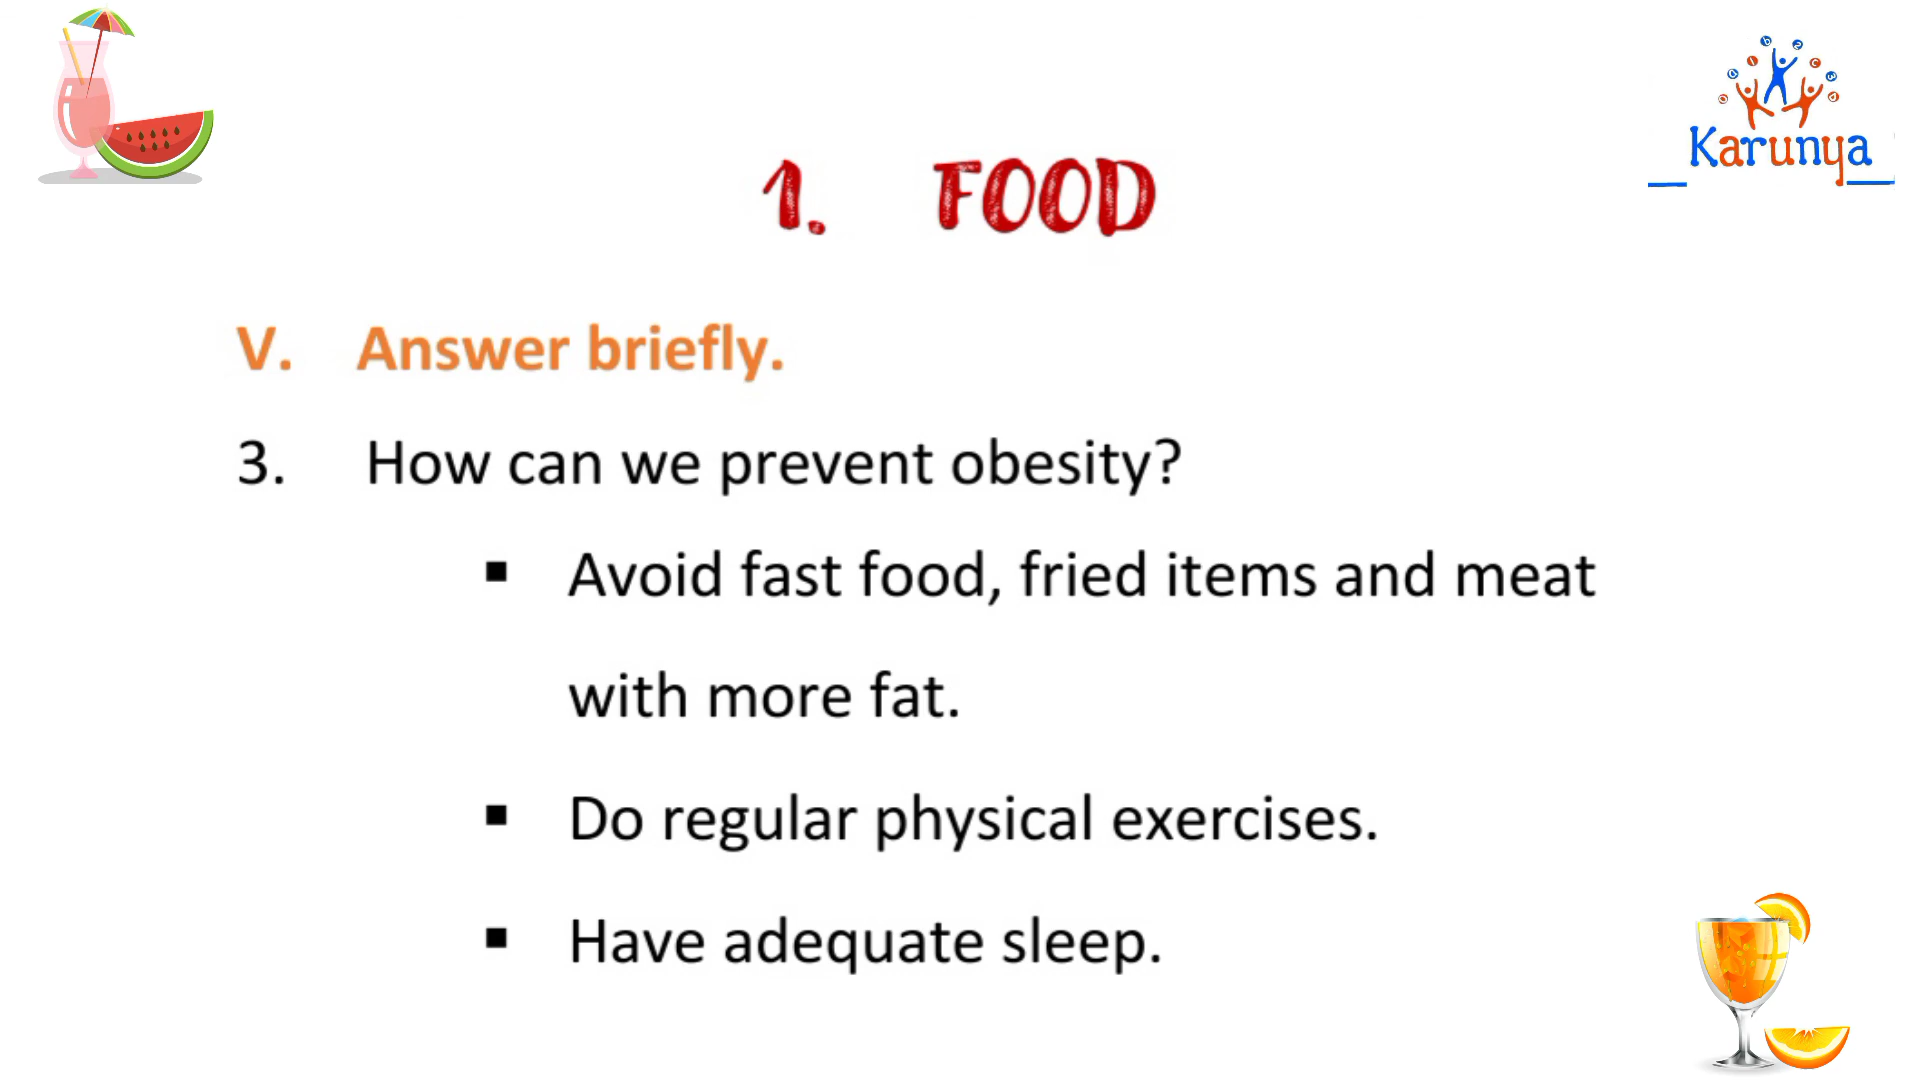 Karunya
1. FOOD
V. Answer briefly.
3. How can we prevent obesity?
▪ Avoid fast food, fried items and meat
with more fat.
▪ Do regular physical exercises.
▪ Have adequate sleep.